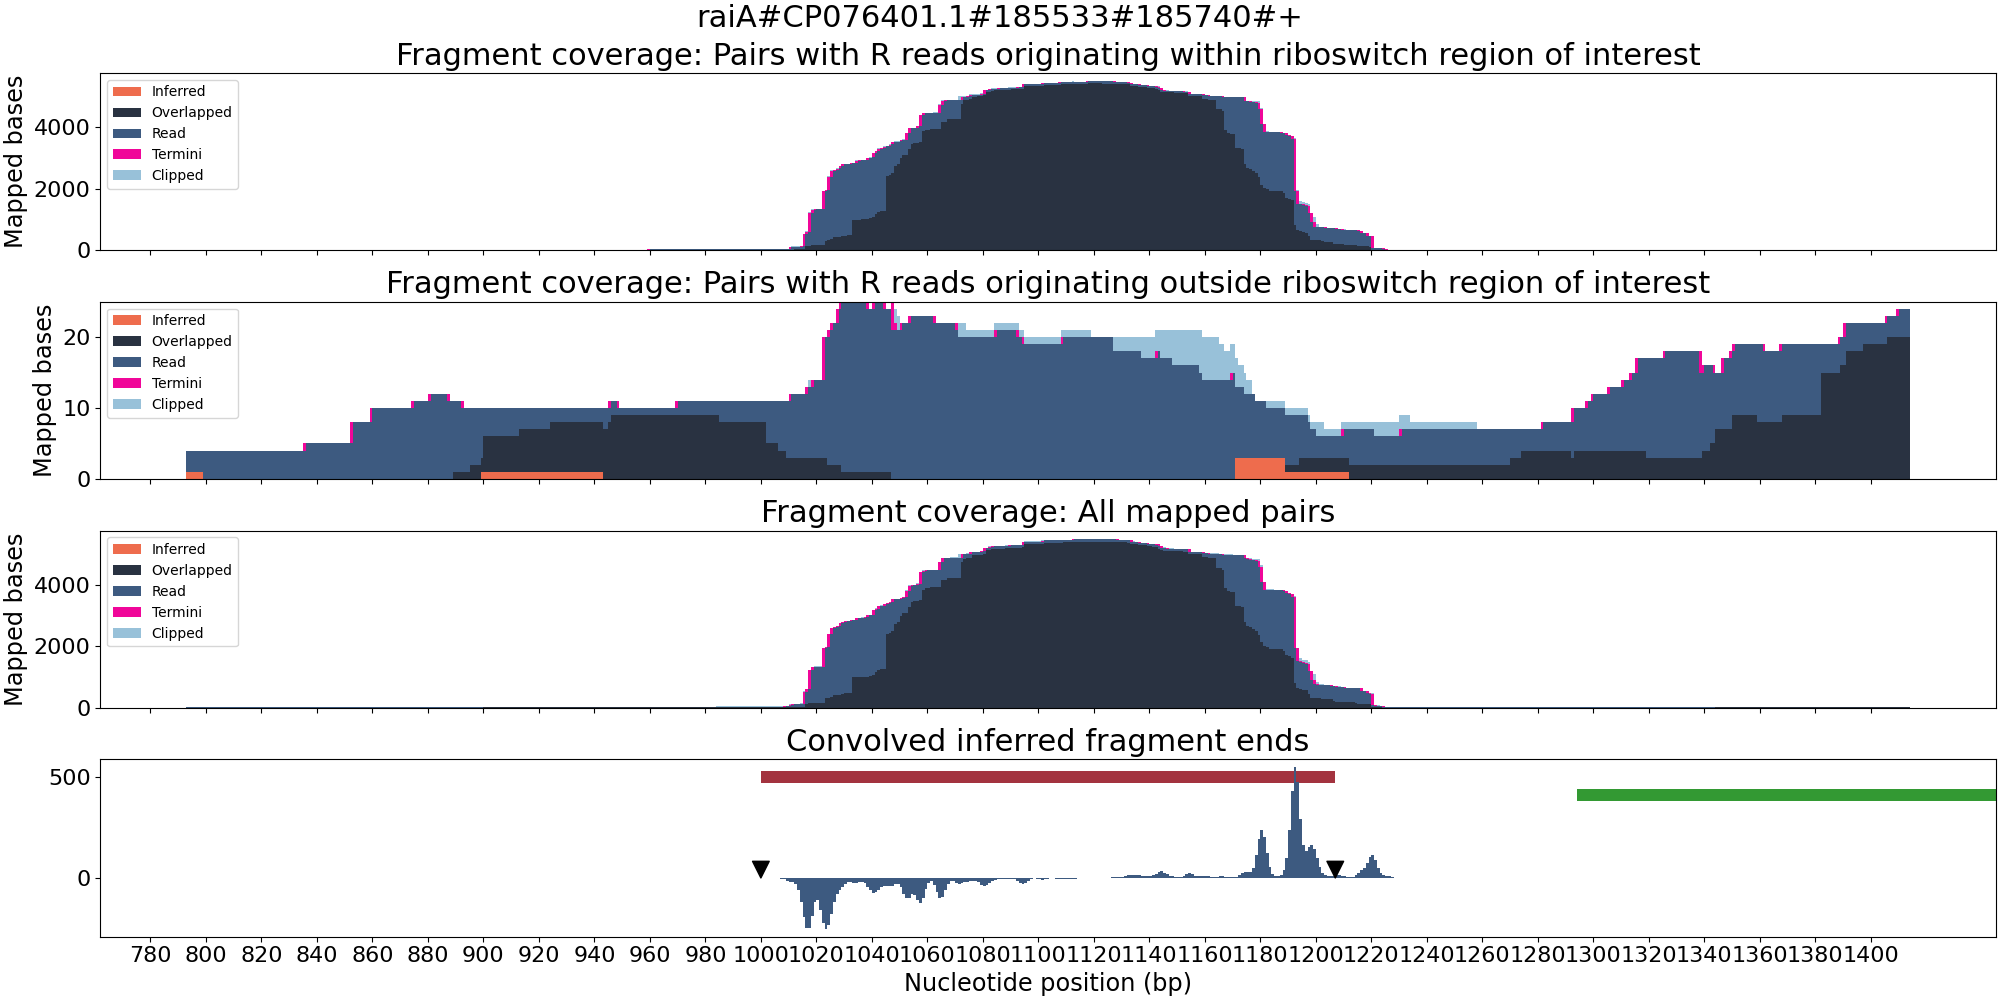 raiA#CP076401.1#185533#185740#+
Fragment coverage: Pairs with R reads originating within riboswitch region of interest
Mapped bases
4000
2000
0
Inferred
Overlapped
Read
Termini
Clipped
Fragment coverage: Pairs with R reads originating outside riboswitch region of interest
Mapped bases
20
10
0
Inferred
Overlapped
Read
Termini
Clipped
Fragment coverage: All mapped pairs
Mapped bases
4000
2000
0
Inferred
Overlapped
Read
Termini
Clipped
Convolved inferred fragment ends
500
0
780 800 820 840 860 880 900 920 940 960 980 1000 1020 1040 1060 1080 1100 1120 1140 1160 1180 1200 1220 1240 1260 1280 1300 1320 1340 1360 1380 1400
Nucleotide position (bp)